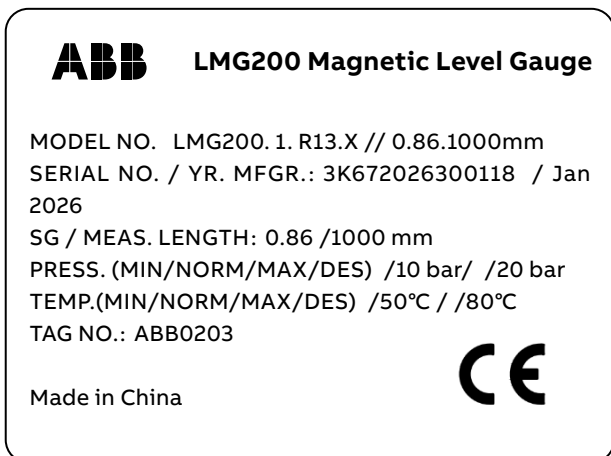 ABB LMG200 Magnetic Level Gauge
MODEL NO. LMG200. 1. R13.X // 0.86.1000mm
SERIAL NO. / YR. MFGR.: 3K672026300118 / Jan
2026
SG / MEAS. LENGTH: 0.86 /1000 mm
PRESS. (MIN/NORM/MAX/DES) /10 bar/ /20 bar
TEMP.(MIN/NORM/MAX/DES) /50℃ / /80℃
TAG NO.: ABB0203
CE
Made in China